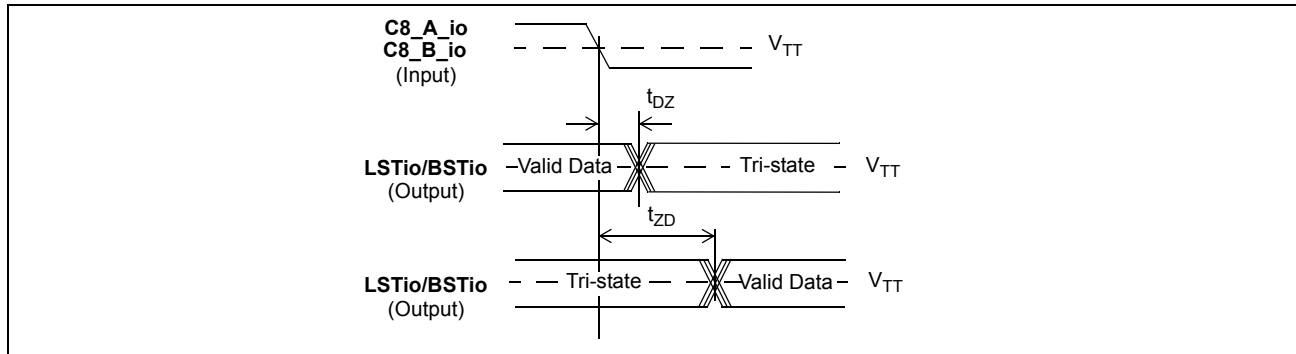 C8_A_io
C8_B_io
(Input)
V_TT
t_DZ
LSTio/BSTio
(Output)
Valid Data
Tri-state
V_TT
t_ZD
LSTio/BSTio
(Output)
Tri-state
Valid Data
V_TT